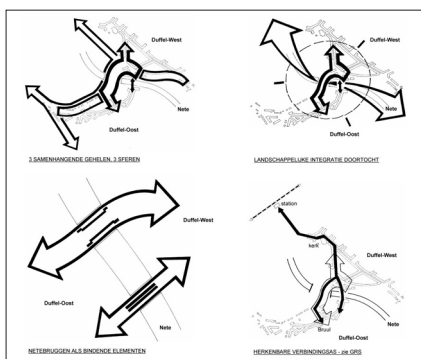 Duffel-West
Nete
Duffel-Oost
3 SAMENHANGENDE GEHELEN, 3 SFEREN
Duffel-West
Nete
Duffel-Oost
LANDSCHAPPELIJKE INTEGRATIE DOORTOCHT
Duffel-West
Duffel-Oost
Nete
NETEBRUGGEN ALS BINDENDE ELEMENTEN
station
kerk
Duffel-West
Nete
Bruul
Duffel-Oost
HERKENBARE VERBINDINGSAS - zie GRS